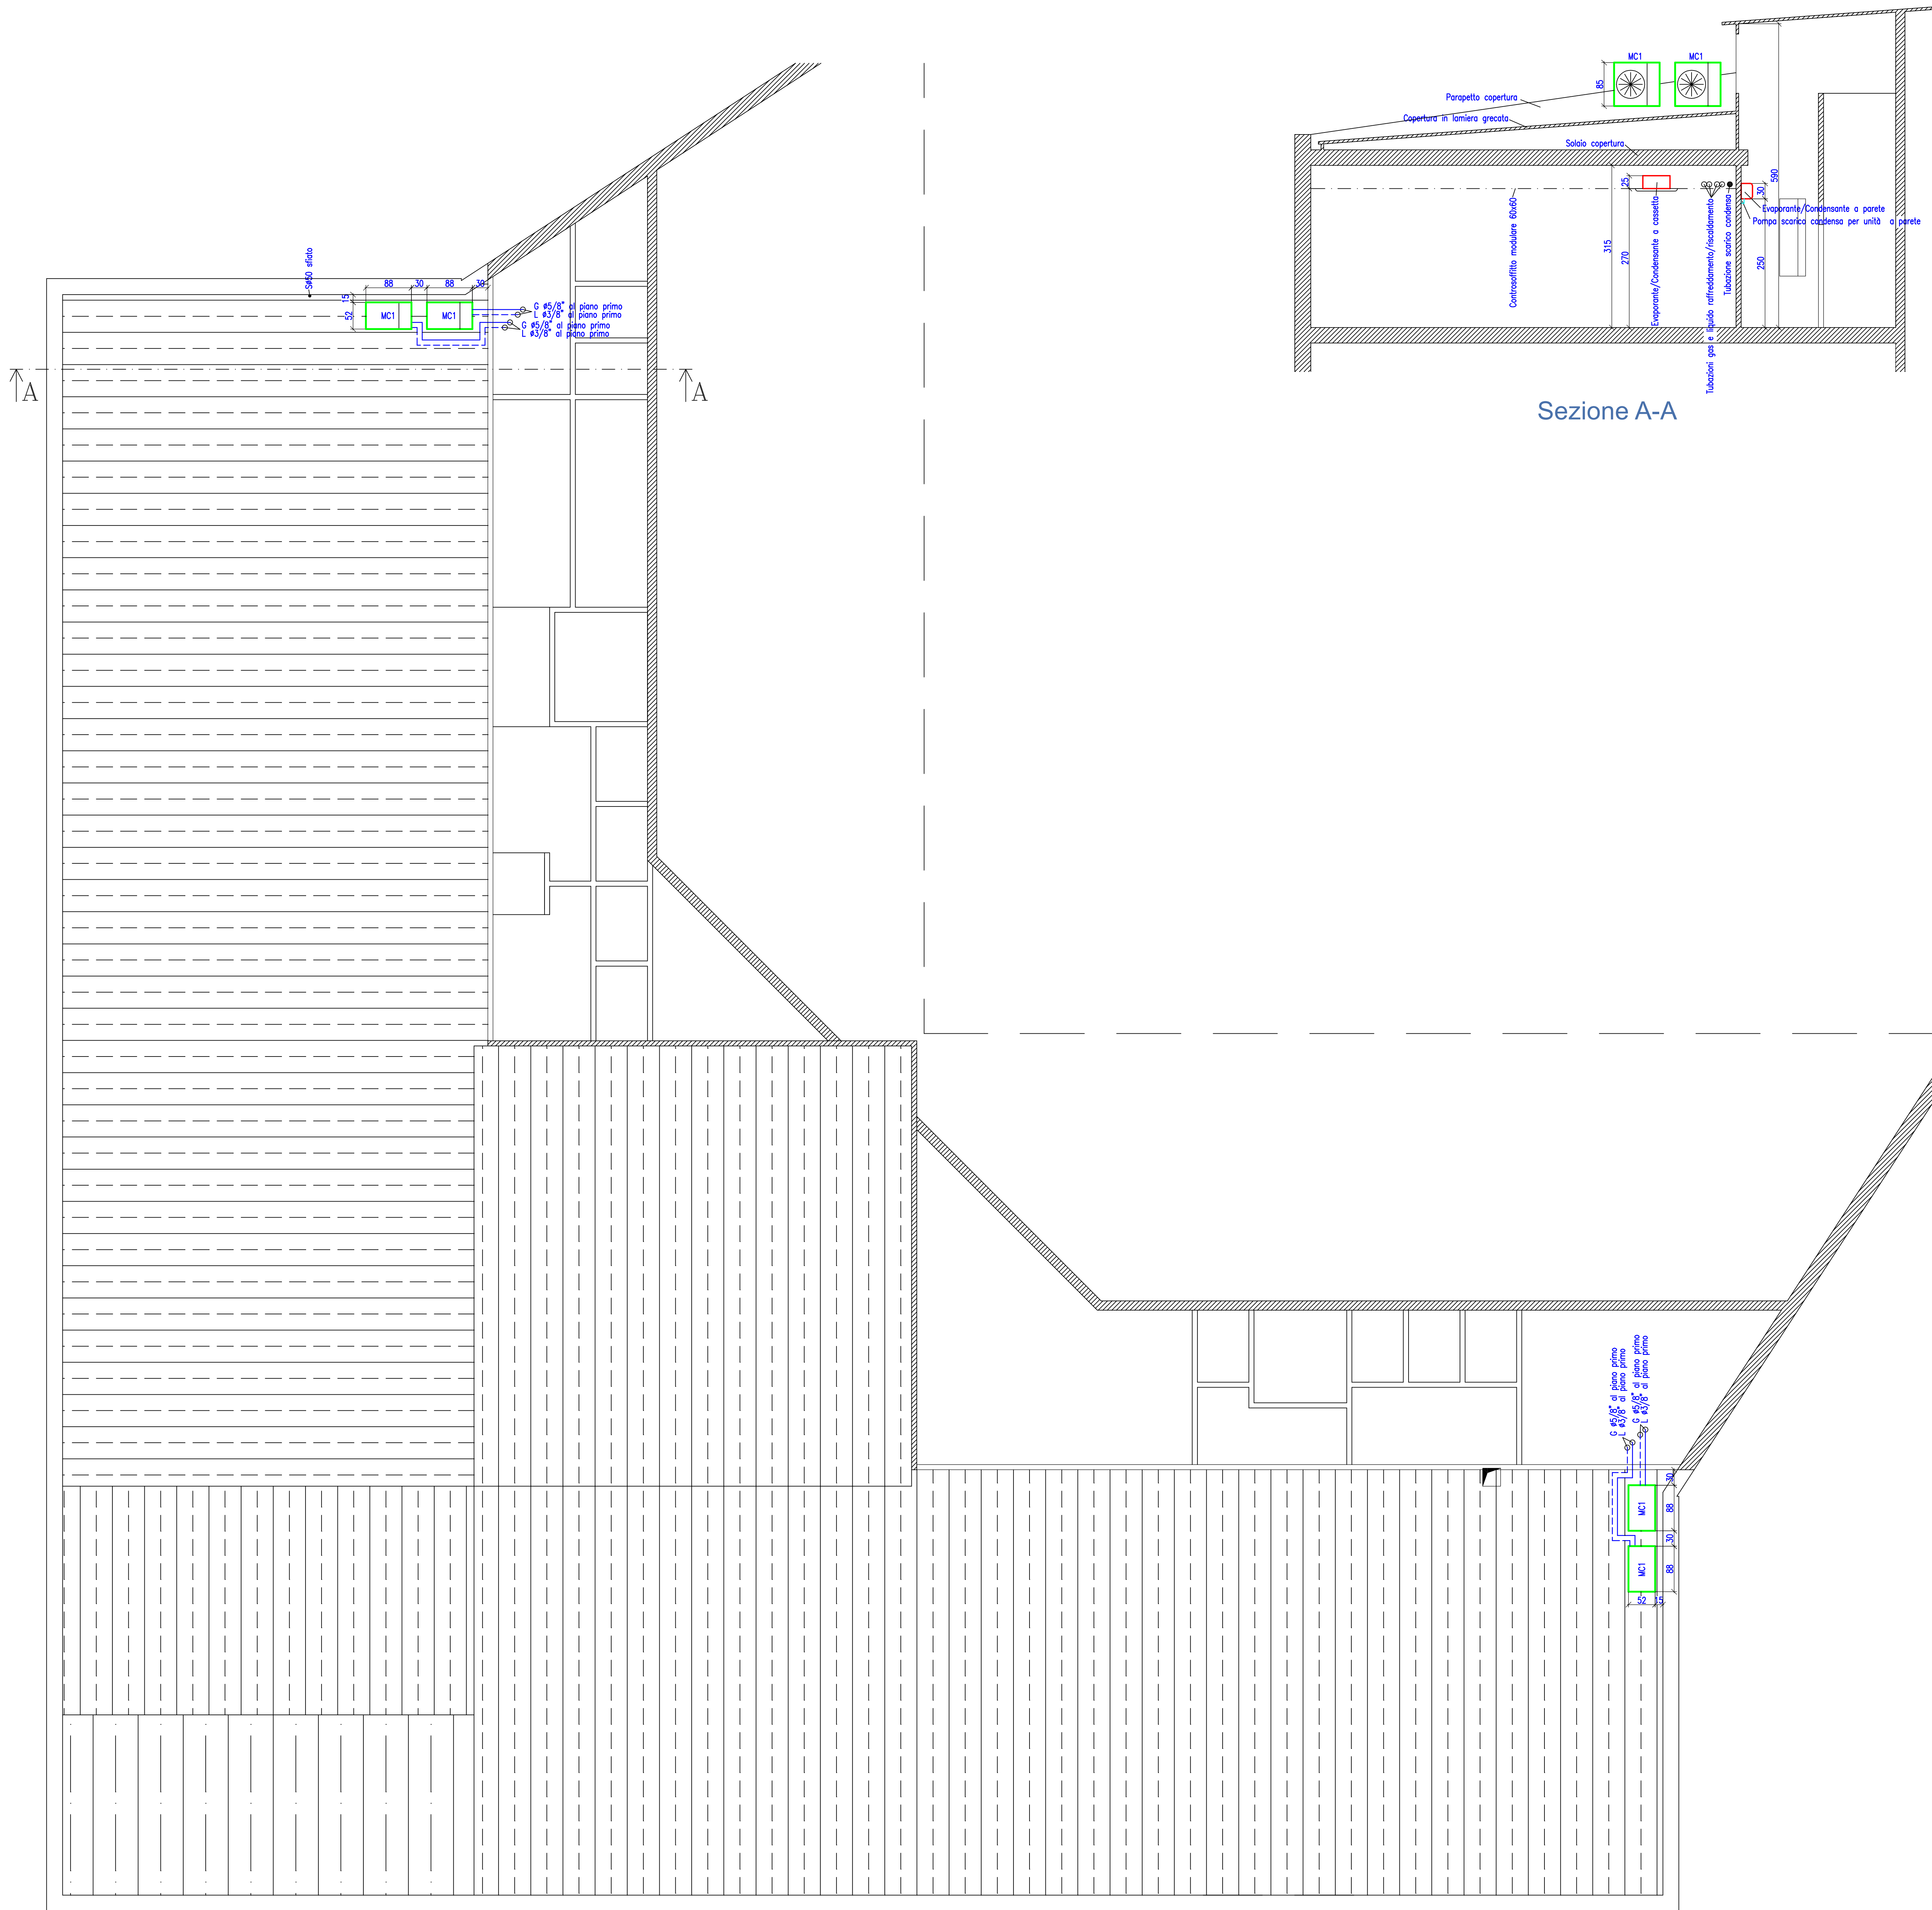 MC1
MC1
85
Parapetto copertura
Copertura in lamiera grecata
Solaio copertura
590
25
30
Evaporante/Condensante a parete
Pompa scarico condensa per unità a parete
315
270
250
Controsoffitto modulare 60x60
Evaporante/Condensante a cassetta
Tubazioni gas e liquido raffreddamento/riscaldamento
Tubazione scarico condensa
Sezione A-A
SØ50 sfiato
88
30
88
30
15
52
MC1
MC1
G ø5/8" al piano primo
L ø3/8" al piano primo
G ø5/8" al piano primo
L ø3/8" al piano primo
A
A
G ø5/8" al piano primo
L ø3/8" al piano primo
G ø5/8" al piano primo
L ø3/8" al piano primo
30
88
MC1
30
88
MC1
52
15